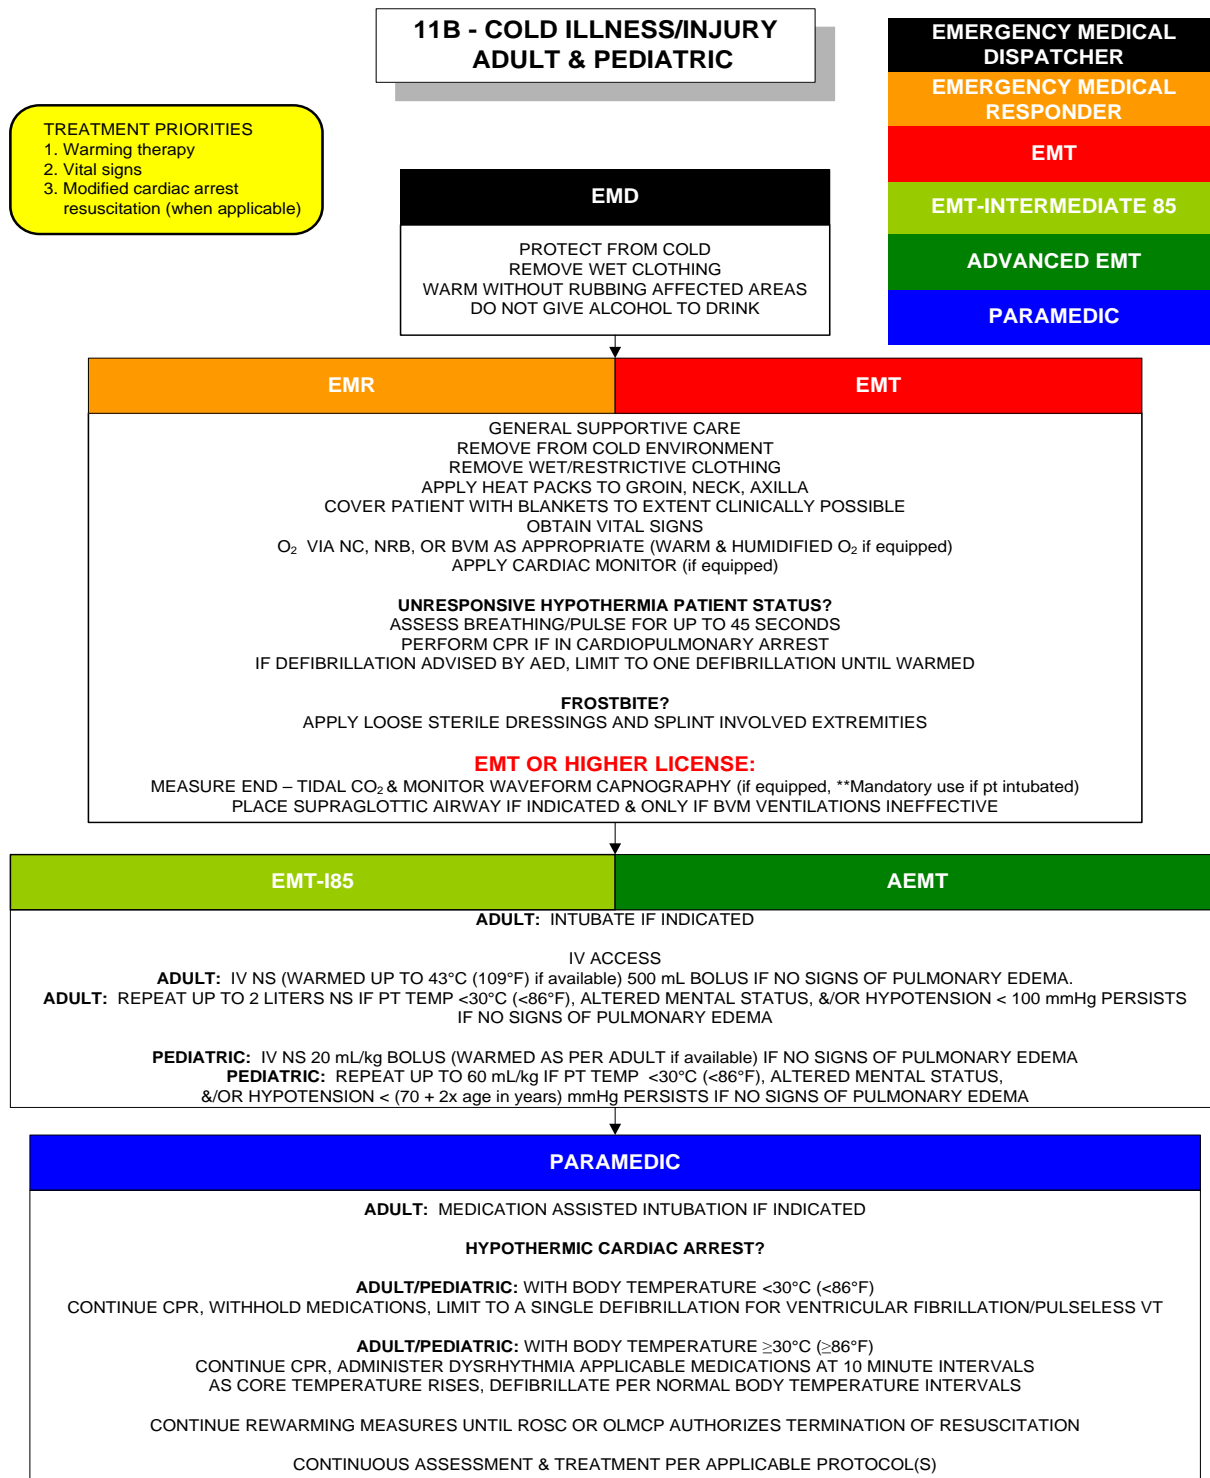 11B - COLD ILLNESS/INJURY
ADULT & PEDIATRIC
EMERGENCY MEDICAL
DISPATCHER
EMERGENCY MEDICAL
RESPONDER
EMT
EMT-INTERMEDIATE 85
ADVANCED EMT
PARAMEDIC
TREATMENT PRIORITIES
1. Warming therapy
2. Vital signs
3. Modified cardiac arrest
resuscitation (when applicable)
EMD
PROTECT FROM COLD
REMOVE WET CLOTHING
WARM WITHOUT RUBBING AFFECTED AREAS
DO NOT GIVE ALCOHOL TO DRINK
EMR
EMT
GENERAL SUPPORTIVE CARE
REMOVE FROM COLD ENVIRONMENT
REMOVE WET/RESTRICTIVE CLOTHING
APPLY HEAT PACKS TO GROIN, NECK, AXILLA
COVER PATIENT WITH BLANKETS TO EXTENT CLINICALLY POSSIBLE
OBTAIN VITAL SIGNS
O₂ VIA NC, NRB, OR BVM AS APPROPRIATE (WARM & HUMIDIFIED O₂ if equipped)
APPLY CARDIAC MONITOR (if equipped)
UNRESPONSIVE HYPOTHERMIA PATIENT STATUS?
ASSESS BREATHING/PULSE FOR UP TO 45 SECONDS
PERFORM CPR IF IN CARDIOPULMONARY ARREST
IF DEFIBRILLATION ADVISED BY AED, LIMIT TO ONE DEFIBRILLATION UNTIL WARMED
FROSTBITE?
APPLY LOOSE STERILE DRESSINGS AND SPLINT INVOLVED EXTREMITIES
EMT OR HIGHER LICENSE:
MEASURE END – TIDAL CO₂ & MONITOR WAVEFORM CAPNOGRAPHY (if equipped, **Mandatory use if pt intubated)
PLACE SUPRAGLOTTIC AIRWAY IF INDICATED & ONLY IF BVM VENTILATIONS INEFFECTIVE
EMT-I85
AEMT
ADULT: INTUBATE IF INDICATED
IV ACCESS
ADULT: IV NS (WARMED UP TO 43°C (109°F) if available) 500 mL BOLUS IF NO SIGNS OF PULMONARY EDEMA.
ADULT: REPEAT UP TO 2 LITERS NS IF PT TEMP <30°C (<86°F), ALTERED MENTAL STATUS, &/OR HYPOTENSION < 100 mmHg PERSISTS
IF NO SIGNS OF PULMONARY EDEMA
PEDIATRIC: IV NS 20 mL/kg BOLUS (WARMED AS PER ADULT if available) IF NO SIGNS OF PULMONARY EDEMA
PEDIATRIC: REPEAT UP TO 60 mL/kg IF PT TEMP <30°C (<86°F), ALTERED MENTAL STATUS,
&/OR HYPOTENSION < (70 + 2x age in years) mmHg PERSISTS IF NO SIGNS OF PULMONARY EDEMA
PARAMEDIC
ADULT: MEDICATION ASSISTED INTUBATION IF INDICATED
HYPOTHERMIC CARDIAC ARREST?
ADULT/PEDIATRIC: WITH BODY TEMPERATURE <30°C (<86°F)
CONTINUE CPR, WITHHOLD MEDICATIONS, LIMIT TO A SINGLE DEFIBRILLATION FOR VENTRICULAR FIBRILLATION/PULSELESS VT
ADULT/PEDIATRIC: WITH BODY TEMPERATURE ≥30°C (≥86°F)
CONTINUE CPR, ADMINISTER DYSRHYTHMIA APPLICABLE MEDICATIONS AT 10 MINUTE INTERVALS
AS CORE TEMPERATURE RISES, DEFIBRILLATE PER NORMAL BODY TEMPERATURE INTERVALS
CONTINUE REWARMING MEASURES UNTIL ROSC OR OLMCP AUTHORIZES TERMINATION OF RESUSCITATION
CONTINUOUS ASSESSMENT & TREATMENT PER APPLICABLE PROTOCOL(S)